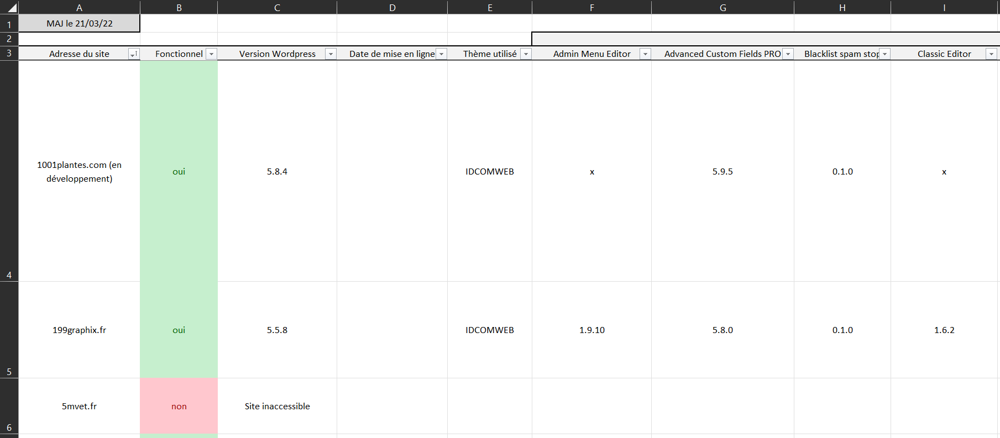 A B C D E F G H I
1 MAJ le 21/03/22
2
3 Adresse du site Fonctionnel Version Wordpress Date de mise en ligne Thème utilisé Admin Menu Editor Advanced Custom Fields PRO Blacklist spam stop Classic Editor
1001plantes.com (en
développement) oui 5.8.4 IDCOMWEB x 5.9.5 0.1.0 x
4
199graphix.fr oui 5.5.8 IDCOMWEB 1.9.10 5.8.0 0.1.0 1.6.2
5
5mvet.fr non Site inaccessible
6